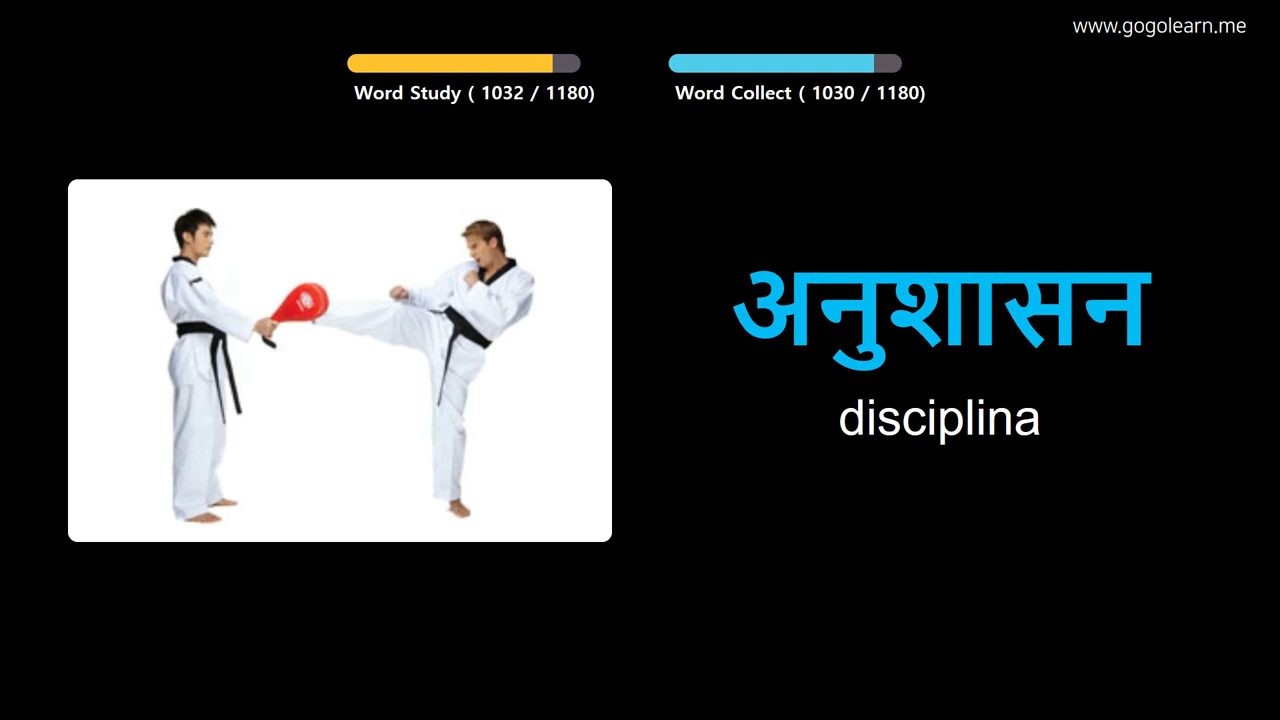 www.gogolearn.me
Word Study ( 1032 / 1180)
Word Collect ( 1030 / 1180)
अनुशासन
disciplina